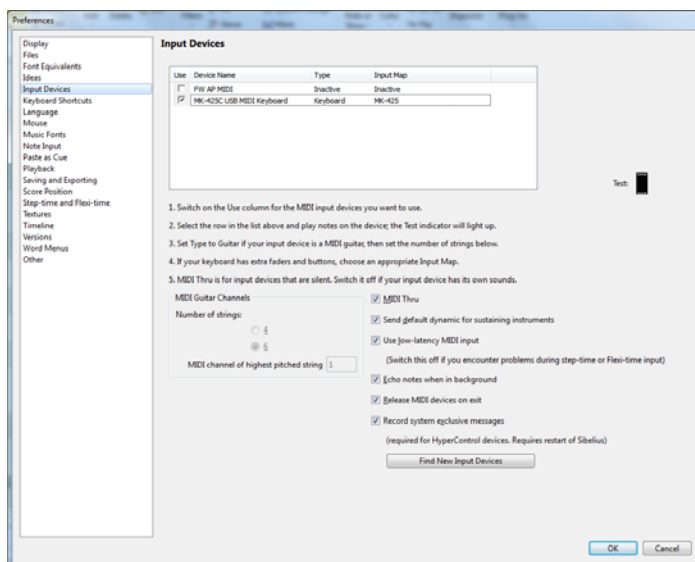 Preferences
Display
Files
Font Equivalents
Ideas
Input Devices
Keyboard Shortcuts
Language
Mouse
Music Fonts
Note Input
Paste as Cue
Playback
Saving and Exporting
Score Position
Step-time and Flexi-time
Textures
Timeline
Versions
Word Menus
Other
Input Devices
Use Device Name Type Input Map
FW AP MIDI Inactive Inactive
MK-425C USB MIDI Keyboard Keyboard MK-425
Test:
1. Switch on the Use column for the MIDI input devices you want to use.
2. Select the row in the list above and play notes on the device; the Test indicator will light up.
3. Set Type to Guitar if your input device is a MIDI guitar, then set the number of strings below.
4. If your keyboard has extra faders and buttons, choose an appropriate Input Map.
5. MIDI Thru is for input devices that are silent. Switch it off if your input device has its own sounds.
MIDI Guitar Channels
Number of strings:
4
6
MIDI channel of highest pitched string 1
MIDI Thru
Send default dynamic for sustaining instruments
Use low-latency MIDI input
(Switch this off if you encounter problems during step-time or Flexi-time input)
Echo notes when in background
Release MIDI devices on exit
Record system exclusive messages
(required for HyperControl devices. Requires restart of Sibelius)
Find New Input Devices
OK Cancel